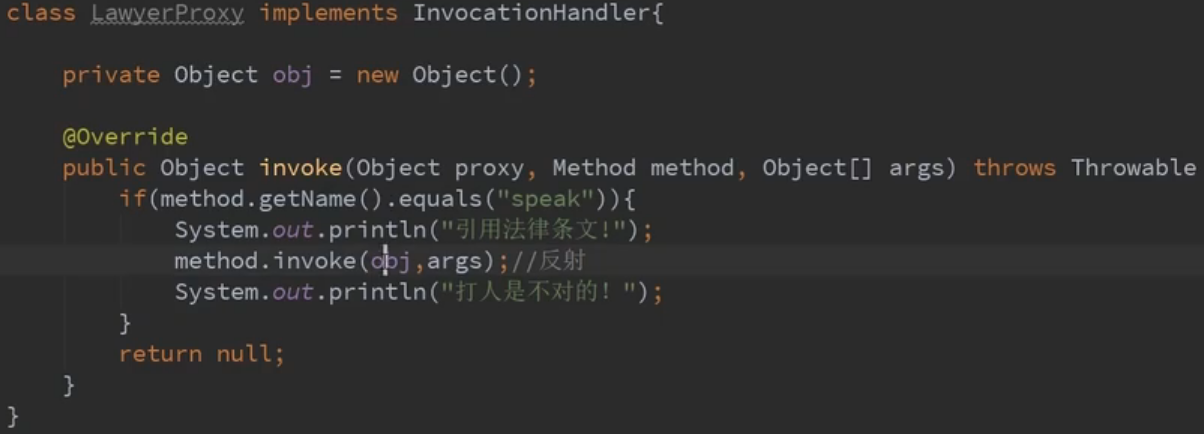 class LawyerProxy implements InvocationHandler{
private Object obj = new Object();
@Override
public Object invoke(Object proxy, Method method, Object[] args) throws Throwable
if(method.getName().equals("speak")){
System.out.println("引用法律条文!");
method.invoke(obj,args);//反射
System.out.println("打人是不对的！");
}
return null;
}
}